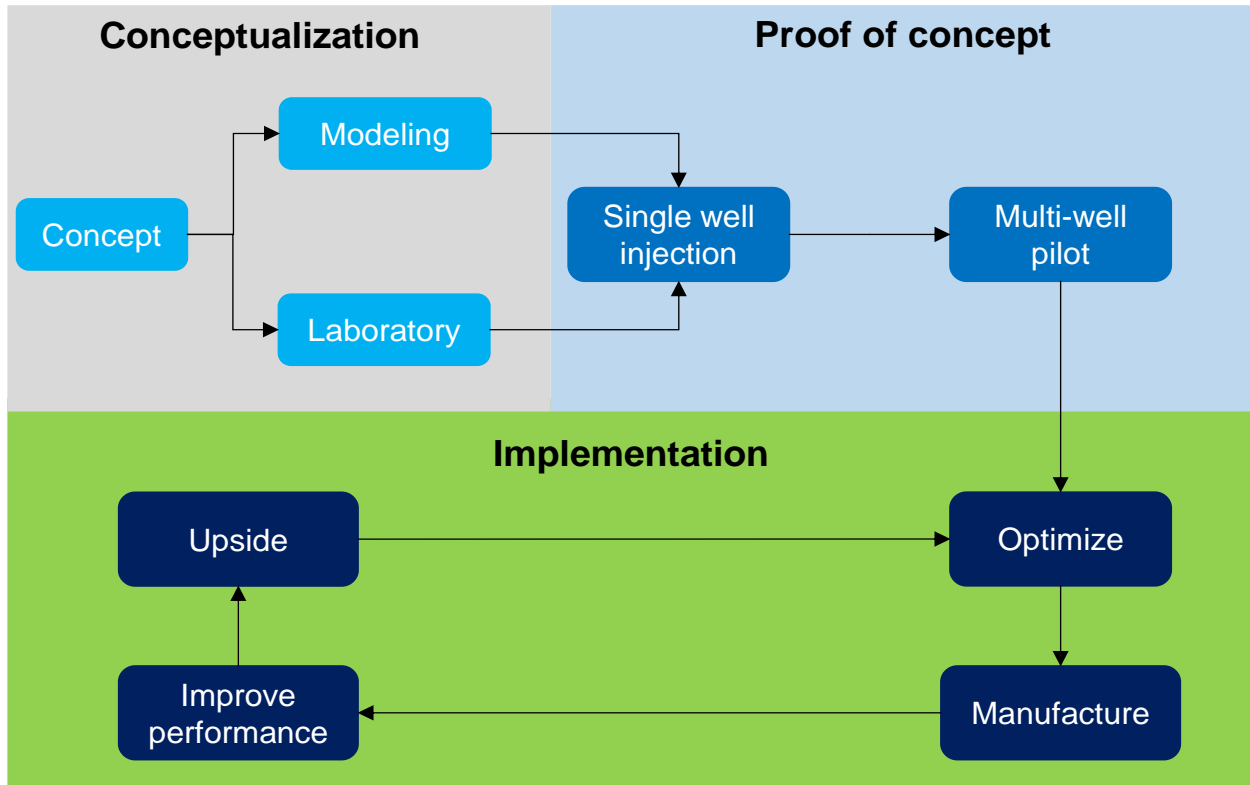 Conceptualization
Proof of concept
Modeling
Concept
Laboratory
Single well
injection
Multi-well
pilot
Implementation
Upside
Optimize
Improve
performance
Manufacture